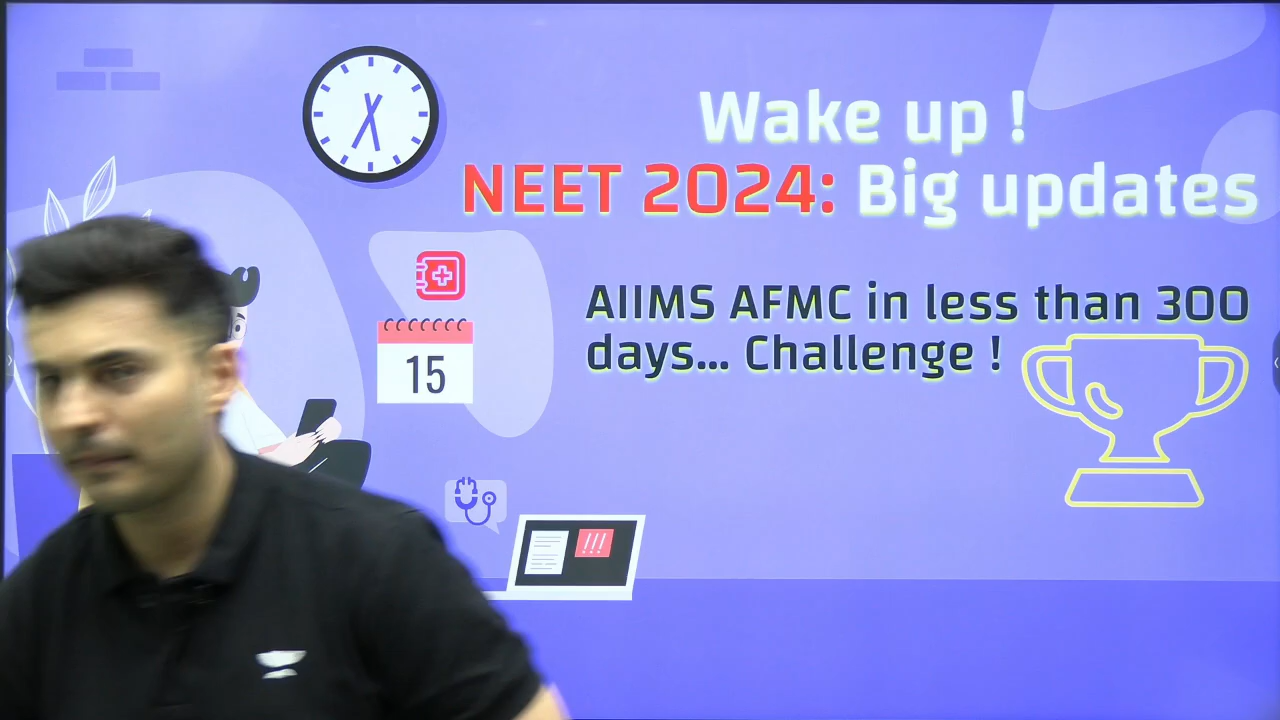 Wake up !
NEET 2024: Big updates
AIIMS AFMC in less than 300
days... Challenge !
15
!!!